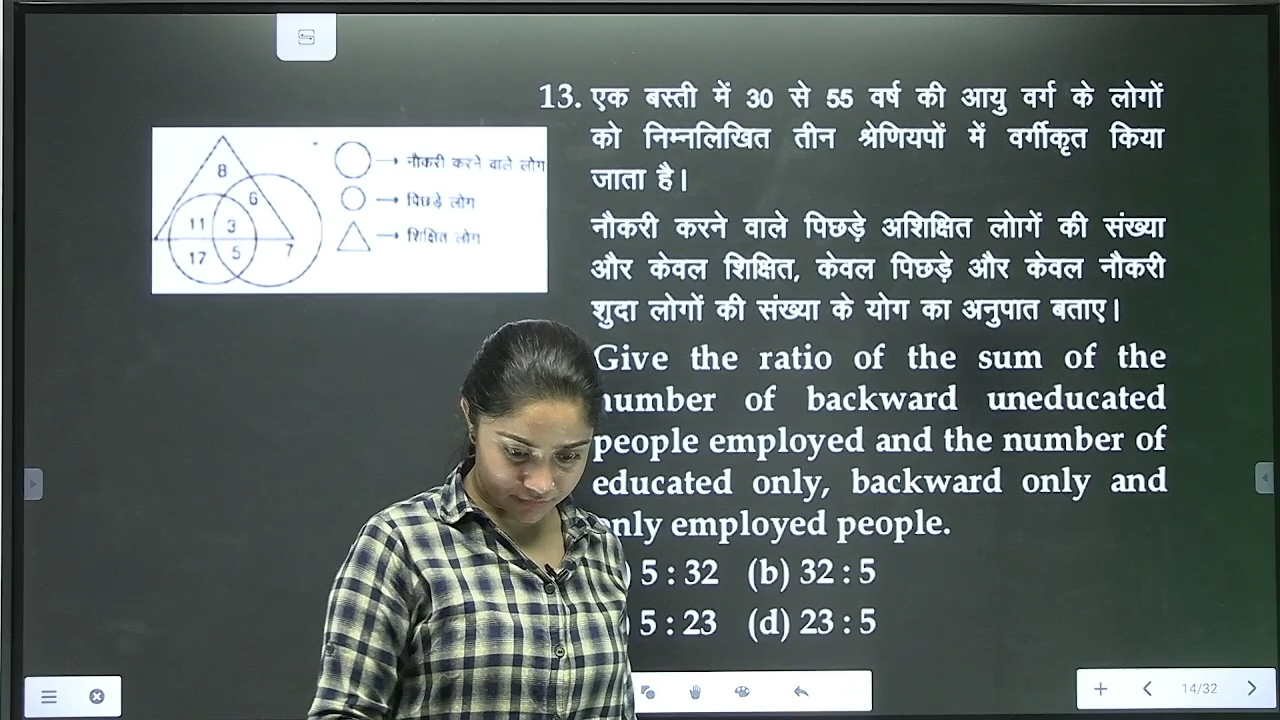 13. एक बस्ती में 30 से 55 वर्ष की आयु वर्ग के लोगों
को निम्नलिखित तीन श्रेणियपों में वर्गीकृत किया
जाता है।
नौकरी करने वाले पिछड़े अशिक्षित लोागें की संख्या
और केवल शिक्षित, केवल पिछड़े और केवल नौकरी
शुदा लोगों की संख्या के योग का अनुपात बताए।
Give the ratio of the sum of the
number of backward uneducated
people employed and the number of
educated only, backward only and
only employed people.
) 5 : 32 (b) 32 : 5
) 5 : 23 (d) 23 : 5
8
6
11 3
17 5 7
→ नौकरी करने वाले लोग
→ पिछड़े लोग
→ शिक्षित लोग
14/32